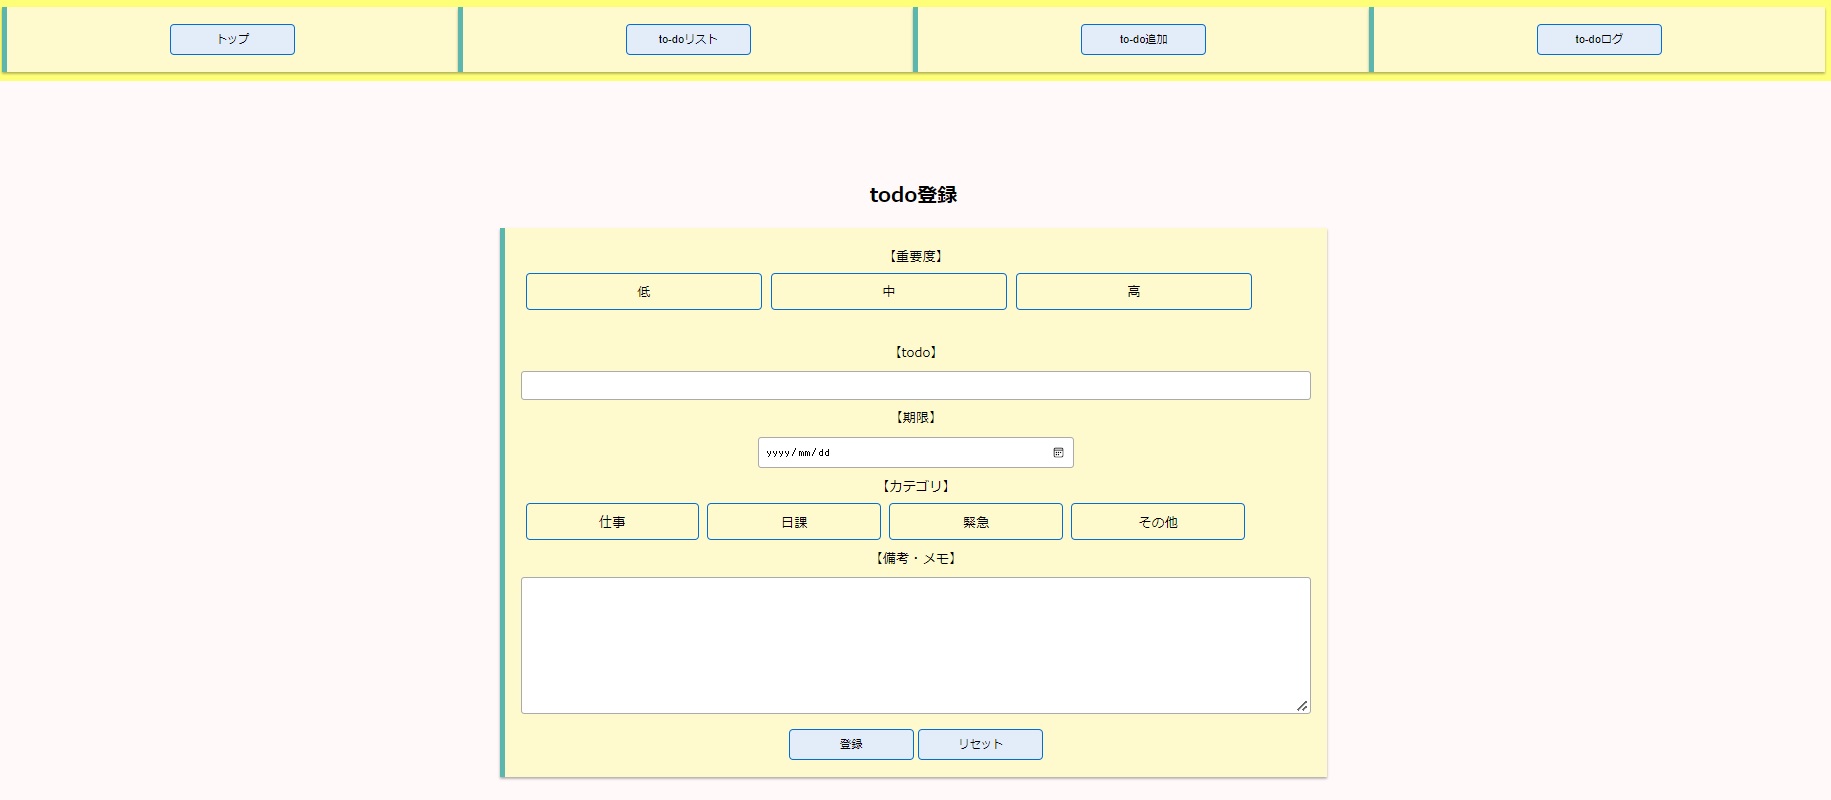 トップ
to-doリスト
to-do追加
to-doログ
todo登録
【重要度】
低
中
高
【todo】
【期限】
yyyy/mm/dd
【カテゴリ】
仕事
日課
緊急
その他
【備考・メモ】
登録
リセット